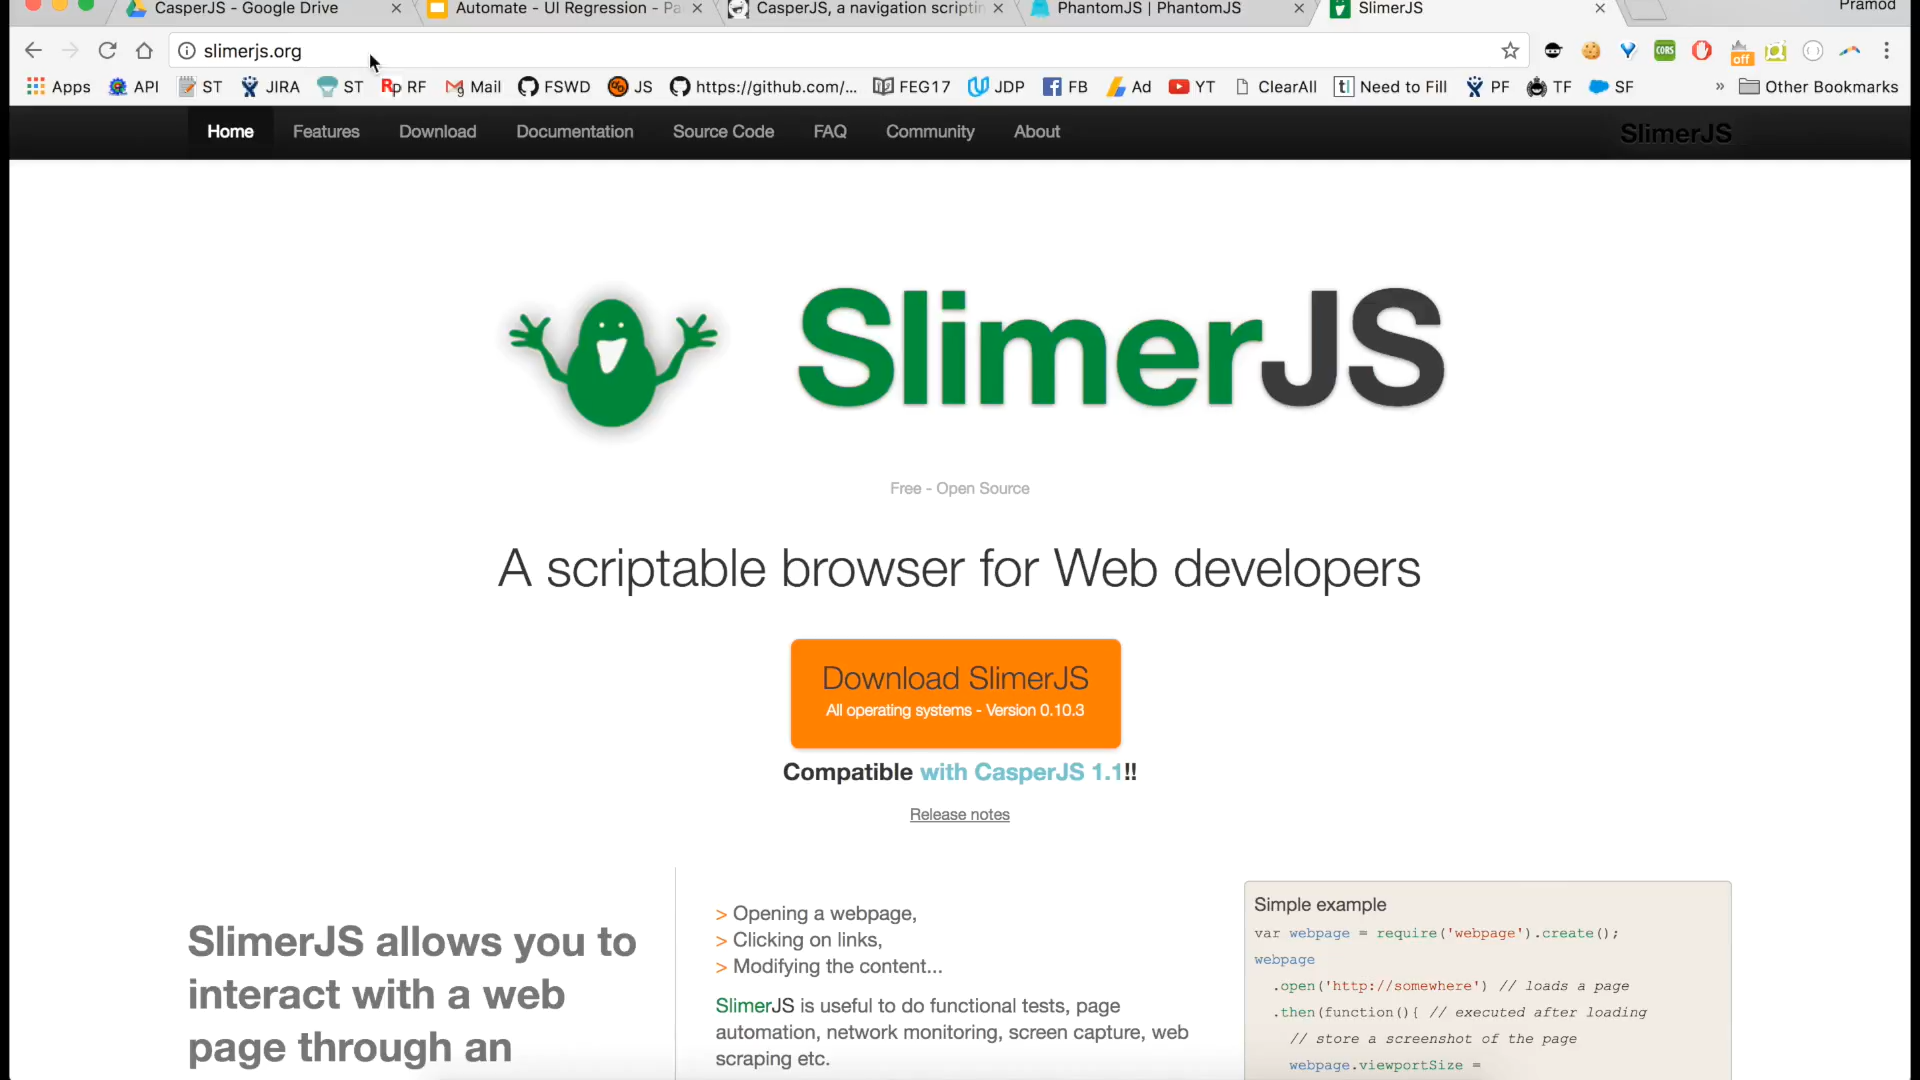 CasperJS - Google Drive
Automate - UI Regression - Pa
CasperJS, a navigation scriptin
PhantomJS | PhantomJS
SlimerJS
Pramod
slimerjs.org
CORS
off
Apps
API
ST
JIRA
ST
Rp RF
Mail
FSWD
JS
https://github.com/...
FEG17
JDP
FB
Ad
YT
ClearAll
tl Need to Fill
PF
TF
SF
» Other Bookmarks
Home
Features
Download
Documentation
Source Code
FAQ
Community
About
SlimerJS
SlimerJS
Free - Open Source
A scriptable browser for Web developers
Download SlimerJS
All operating systems - Version 0.10.3
Compatible with CasperJS 1.1!!
Release notes
SlimerJS allows you to
interact with a web
page through an
> Opening a webpage,
> Clicking on links,
> Modifying the content...
SlimerJS is useful to do functional tests, page
automation, network monitoring, screen capture, web
scraping etc.
Simple example
var webpage = require('webpage').create();
webpage
.open('http://somewhere') // loads a page
.then(function(){ // executed after loading
// store a screenshot of the page
webpage.viewportSize =